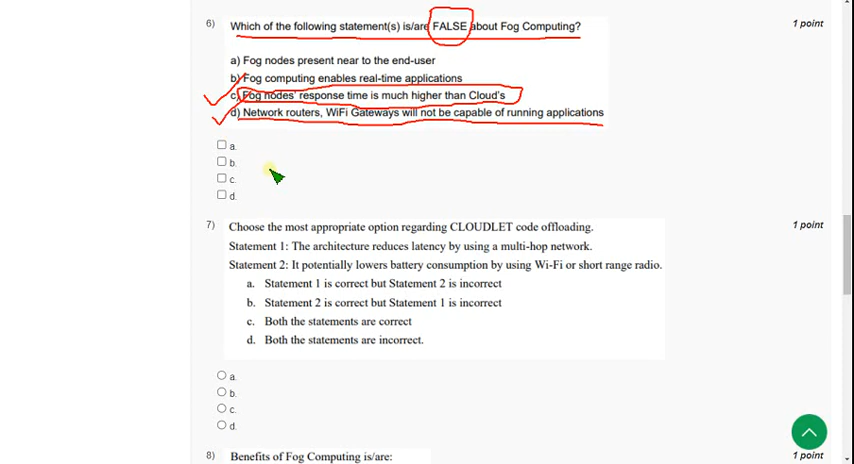 6) Which of the following statement(s) is/are FALSE about Fog Computing? 1 point
a) Fog nodes present near to the end-user
b) Fog computing enables real-time applications
c) Fog nodes' response time is much higher than Cloud's
d) Network routers, WiFi Gateways will not be capable of running applications
a.
b.
c.
d.
7) Choose the most appropriate option regarding CLOUDLET code offloading. 1 point
Statement 1: The architecture reduces latency by using a multi-hop network.
Statement 2: It potentially lowers battery consumption by using Wi-Fi or short range radio.
a. Statement 1 is correct but Statement 2 is incorrect
b. Statement 2 is correct but Statement 1 is incorrect
c. Both the statements are correct
d. Both the statements are incorrect.
a.
b.
c.
d.
8) Benefits of Fog Computing is/are: 1 point